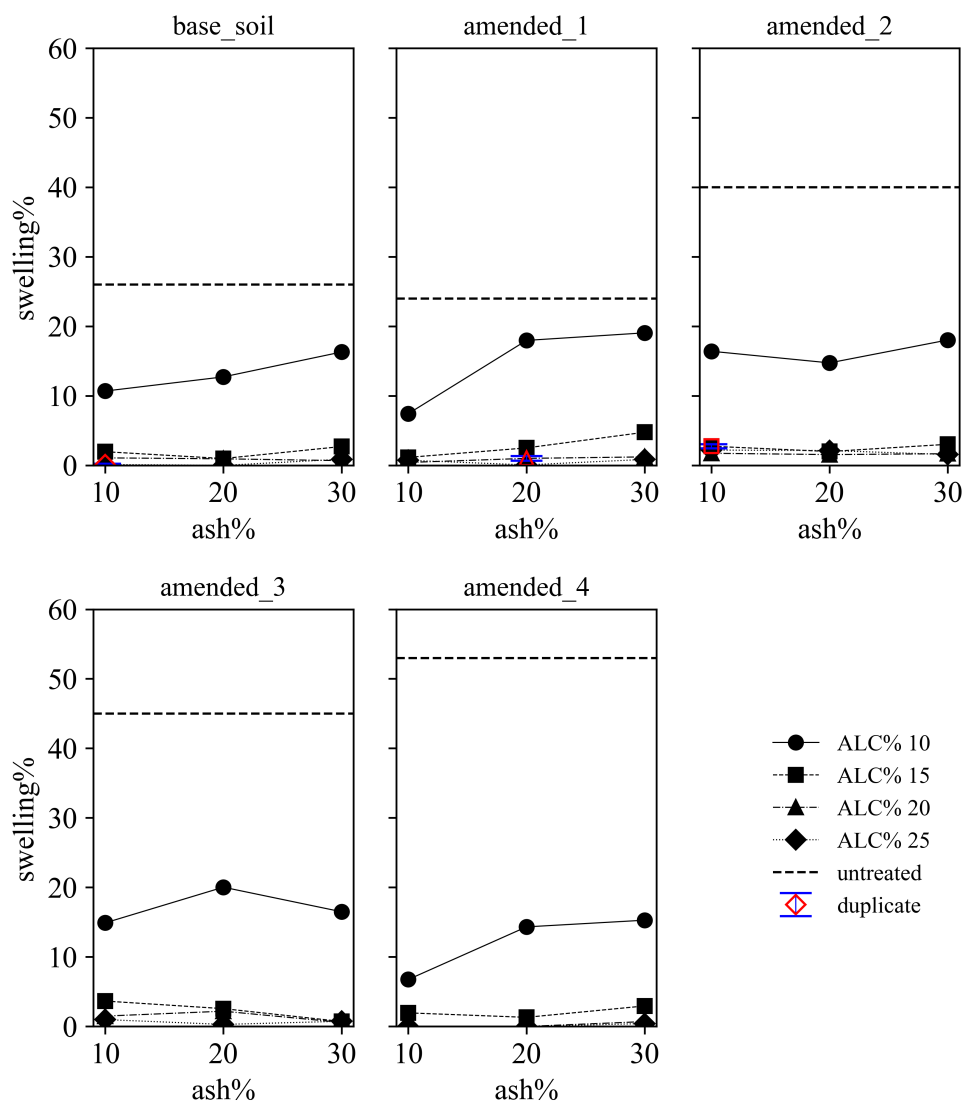 base_soil
amended_1
amended_2
60
50
40
30
20
10
0
swelling%
10 20 30
10 20 30
10 20 30
ash%
ash%
ash%
amended_3
amended_4
60
50
40
30
20
10
0
swelling%
10 20 30
10 20 30
ash%
ash%
ALC% 10
ALC% 15
ALC% 20
ALC% 25
untreated
duplicate